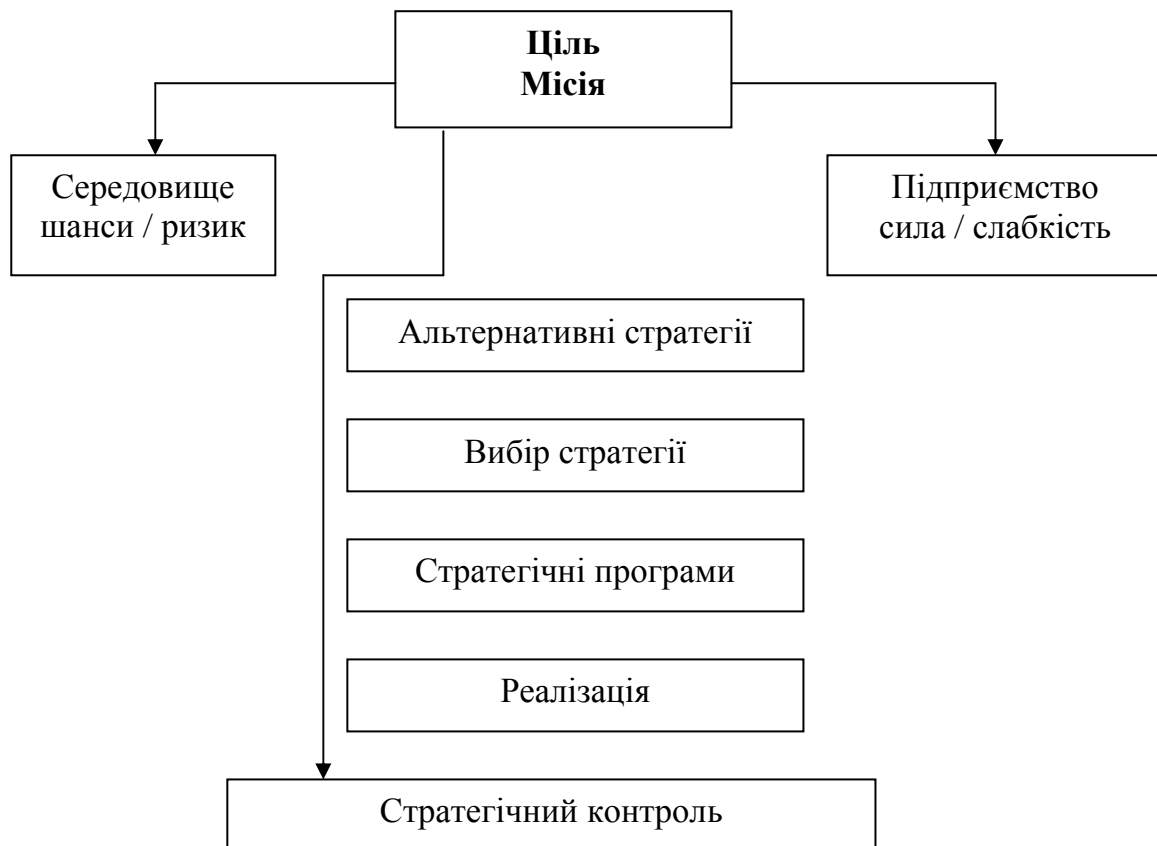 Ціль
Місія
Середовище
шанси / ризик
Підприємство
сила / слабкість
Альтернативні стратегії
Вибір стратегії
Стратегічні програми
Реалізація
Стратегічний контроль